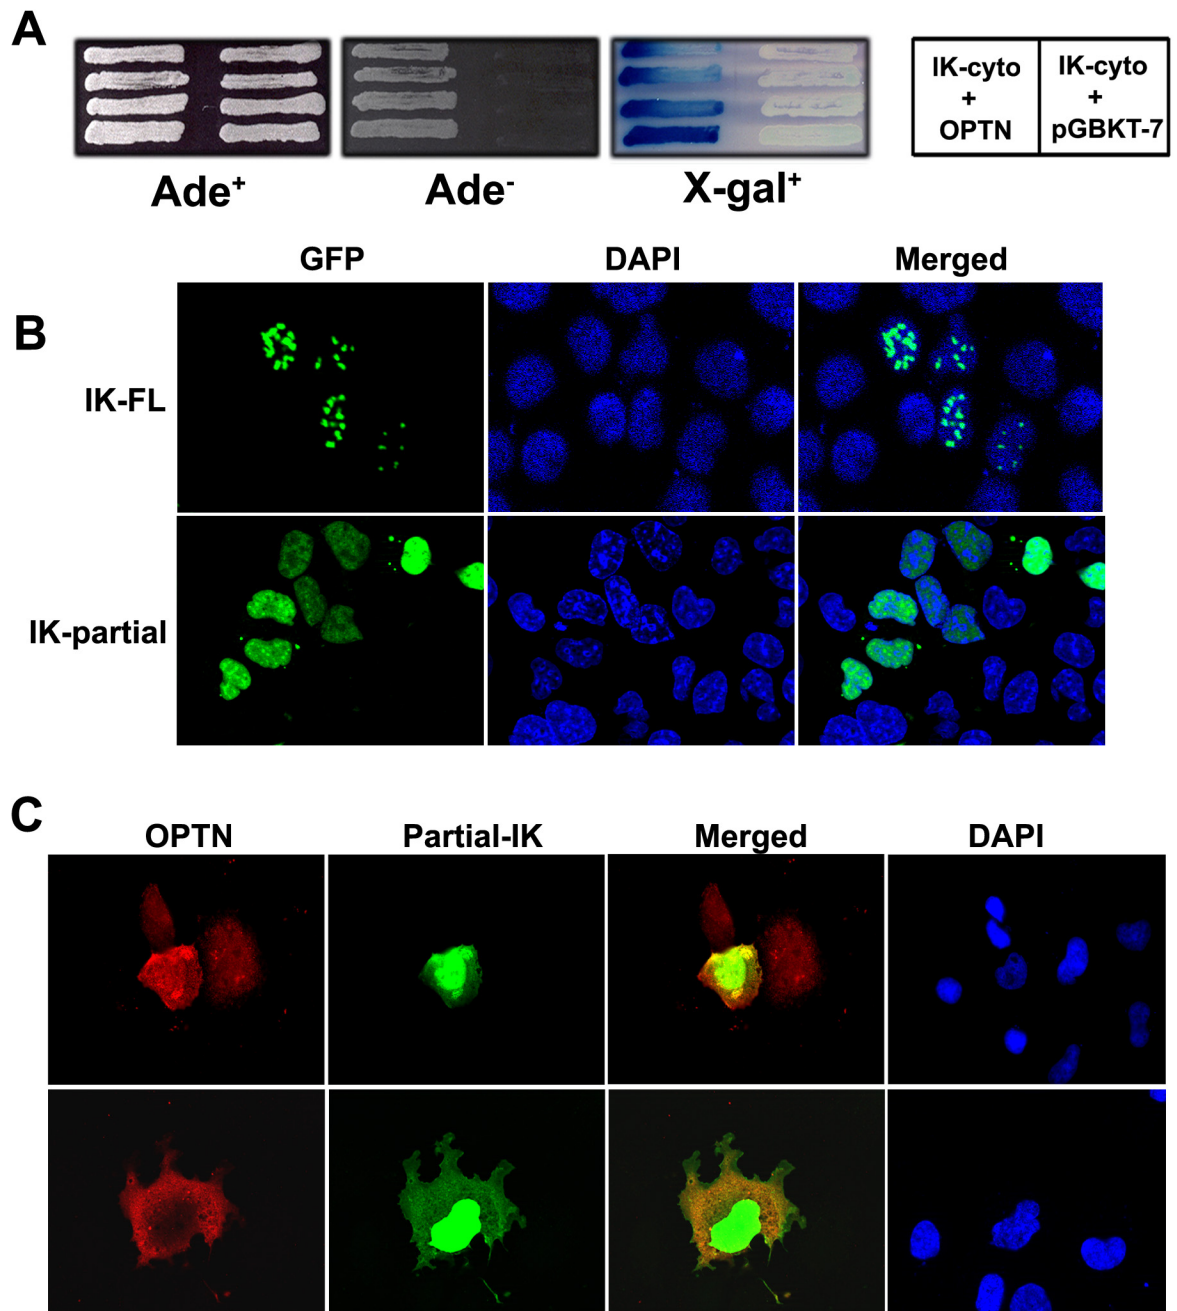 A
IK-cyto
+
OPTN
IK-cyto
+
pGBKT-7
Ade+
Ade-
X-gal+
GFP
DAPI
Merged
B
IK-FL
IK-partial
C
OPTN
Partial-IK
Merged
DAPI